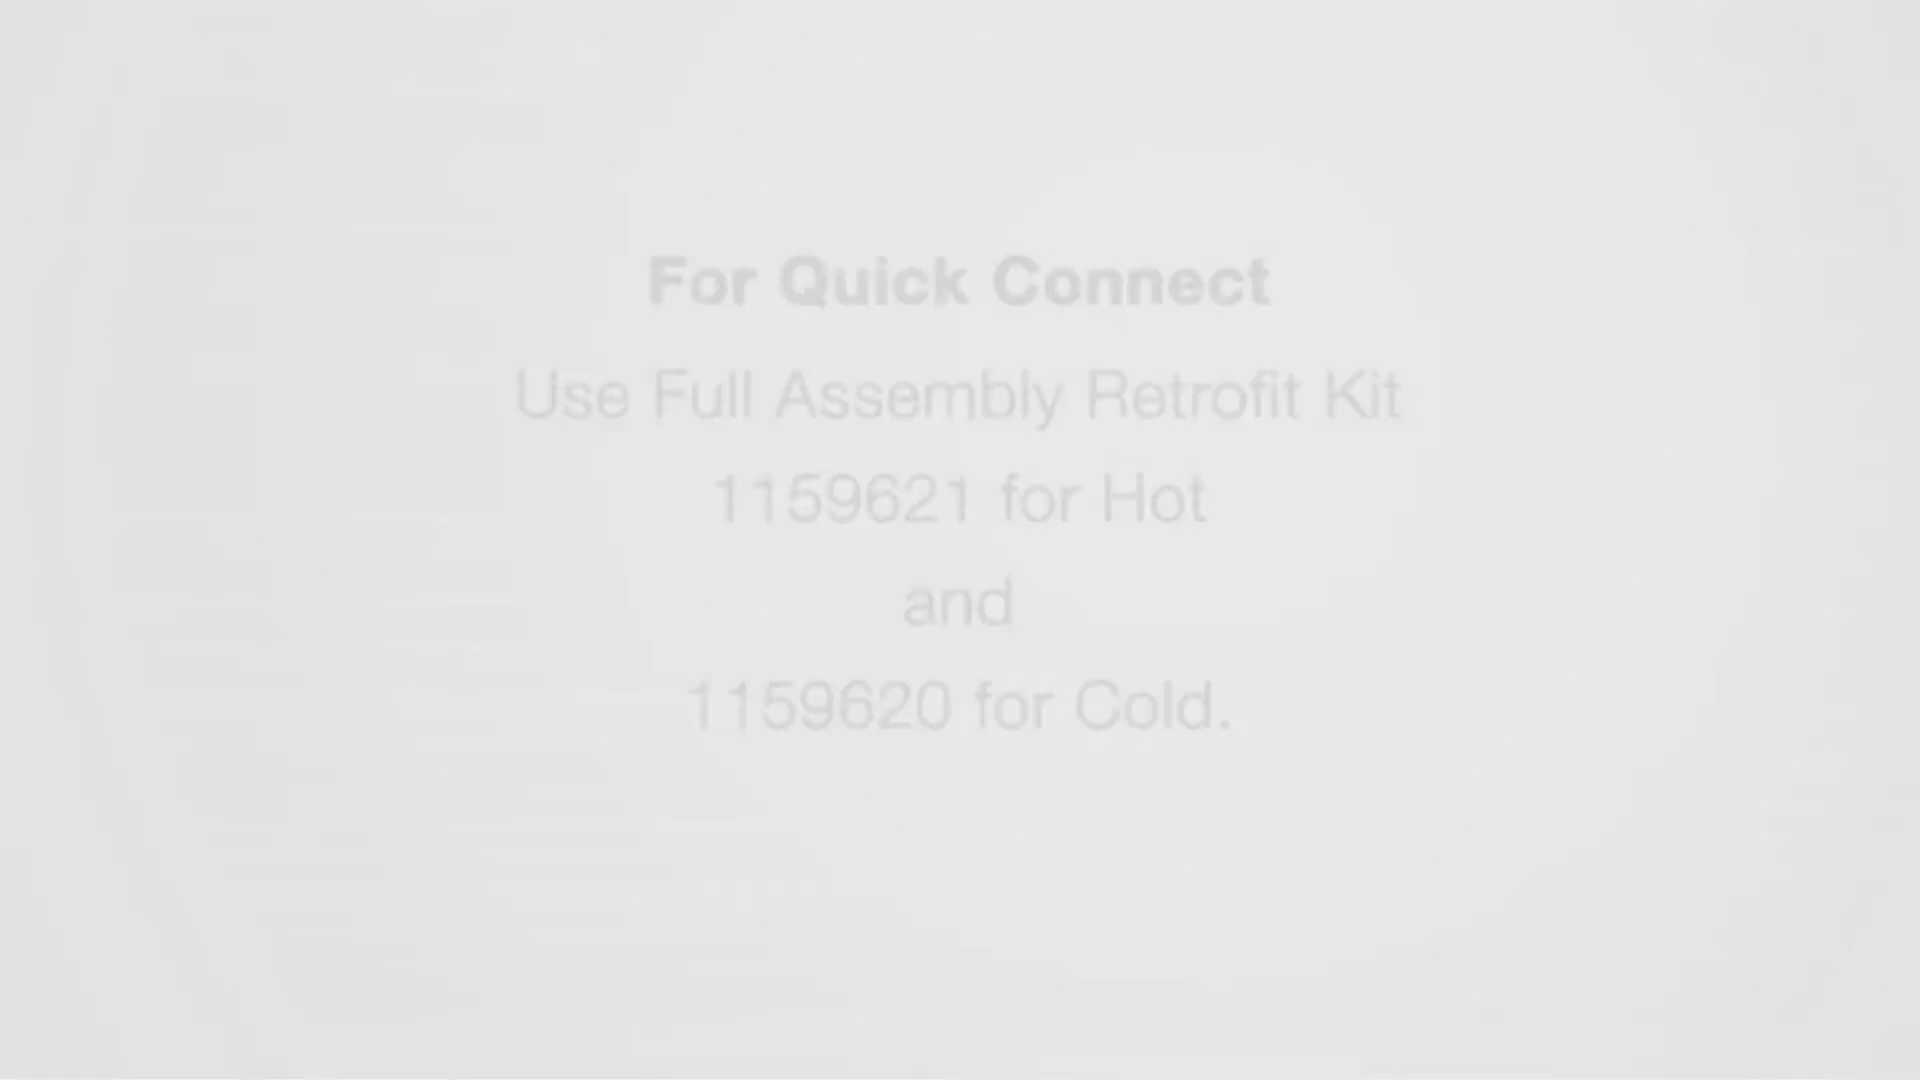 For Quick Connect
Use Full Assembly Retrofit Kit
1159621 for Hot
and
1159620 for Cold.